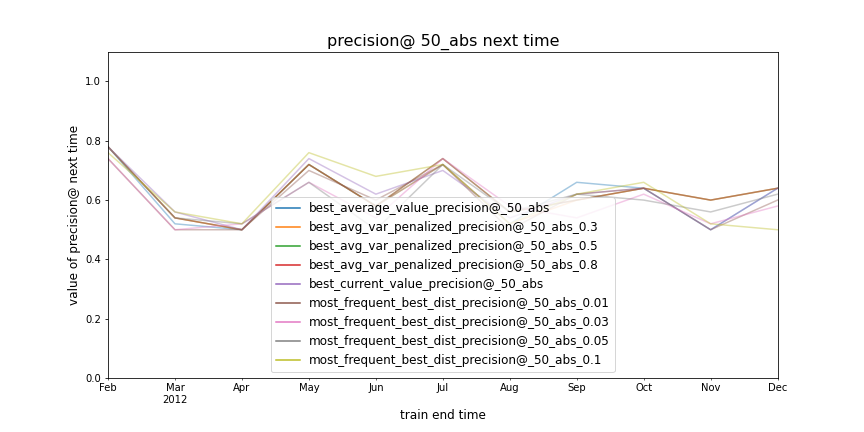 precision@ 50_abs next time
value of precision@ next time
1.0
0.8
0.6
0.4
0.2
0.0
best_average_value_precision@_50_abs
best_avg_var_penalized_precision@_50_abs_0.3
best_avg_var_penalized_precision@_50_abs_0.5
best_avg_var_penalized_precision@_50_abs_0.8
best_current_value_precision@_50_abs
most_frequent_best_dist_precision@_50_abs_0.01
most_frequent_best_dist_precision@_50_abs_0.03
most_frequent_best_dist_precision@_50_abs_0.05
most_frequent_best_dist_precision@_50_abs_0.1
Feb Mar Apr May Jun Jul Aug Sep Oct Nov Dec
2012
train end time